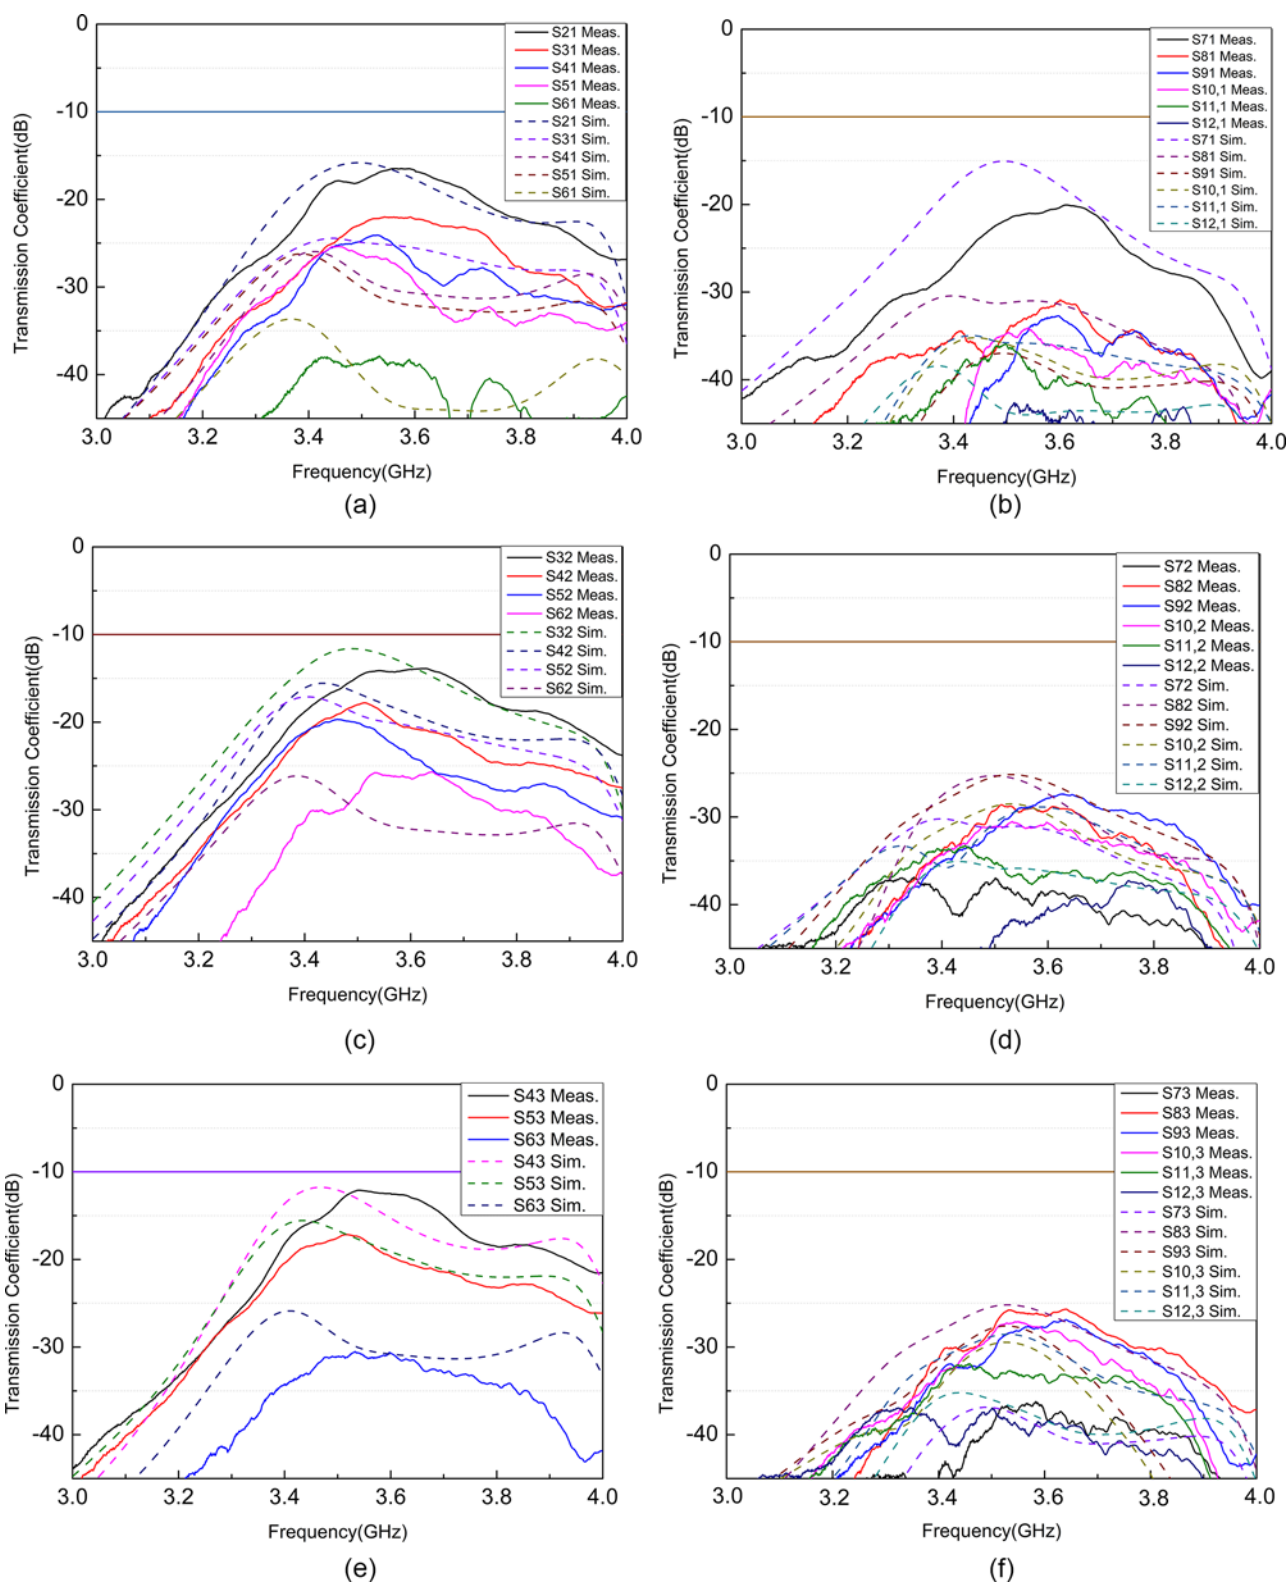 0
-10
-20
-30
-40
Transmission Coefficient(dB)
S21 Meas.
S31 Meas.
S41 Meas.
S51 Meas.
S61 Meas.
S21 Sim.
S31 Sim.
S41 Sim.
S51 Sim.
S61 Sim.
3.0 3.2 3.4 3.6 3.8 4.0
Frequency(GHz)
(a)
0
-10
-20
-30
-40
Transmission Coefficient(dB)
S71 Meas.
S81 Meas.
S91 Meas.
S10,1 Meas.
S11,1 Meas.
S12,1 Meas.
S71 Sim.
S81 Sim.
S91 Sim.
S10,1 Sim.
S11,1 Sim.
S12,1 Sim.
3.0 3.2 3.4 3.6 3.8 4.0
Frequency(GHz)
(b)
0
-10
-20
-30
-40
Transmission Coefficient(dB)
S32 Meas.
S42 Meas.
S52 Meas.
S62 Meas.
S32 Sim.
S42 Sim.
S52 Sim.
S62 Sim.
3.0 3.2 3.4 3.6 3.8 4.0
Frequency(GHz)
(c)
0
-10
-20
-30
-40
Transmission Coefficient(dB)
S72 Meas.
S82 Meas.
S92 Meas.
S10,2 Meas.
S11,2 Meas.
S12,2 Meas.
S72 Sim.
S82 Sim.
S92 Sim.
S10,2 Sim.
S11,2 Sim.
S12,2 Sim.
3.0 3.2 3.4 3.6 3.8 4.0
Frequency(GHz)
(d)
0
-10
-20
-30
-40
Transmission Coefficient(dB)
S43 Meas.
S53 Meas.
S63 Meas.
S43 Sim.
S53 Sim.
S63 Sim.
3.0 3.2 3.4 3.6 3.8 4.0
Frequency(GHz)
(e)
0
-10
-20
-30
-40
Transmission Coefficient(dB)
S73 Meas.
S83 Meas.
S93 Meas.
S10,3 Meas.
S11,3 Meas.
S12,3 Meas.
S73 Sim.
S83 Sim.
S93 Sim.
S10,3 Sim.
S11,3 Sim.
S12,3 Sim.
3.0 3.2 3.4 3.6 3.8 4.0
Frequency(GHz)
(f)